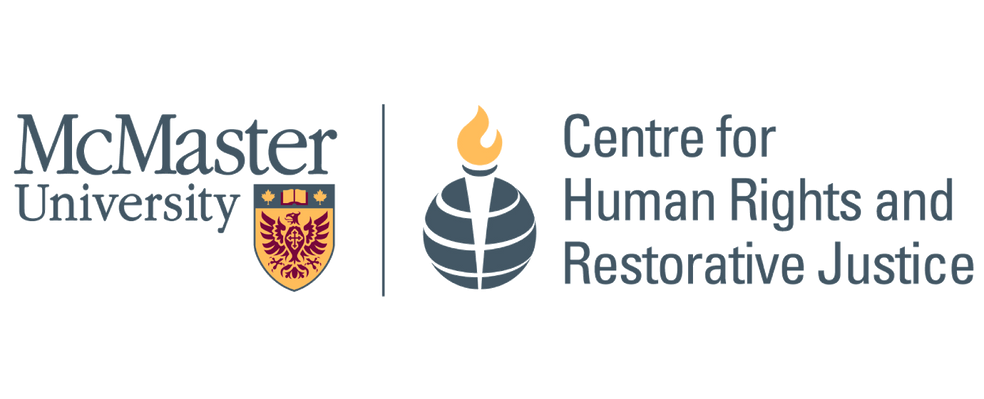 McMaster
University
Centre for
Human Rights and
Restorative Justice